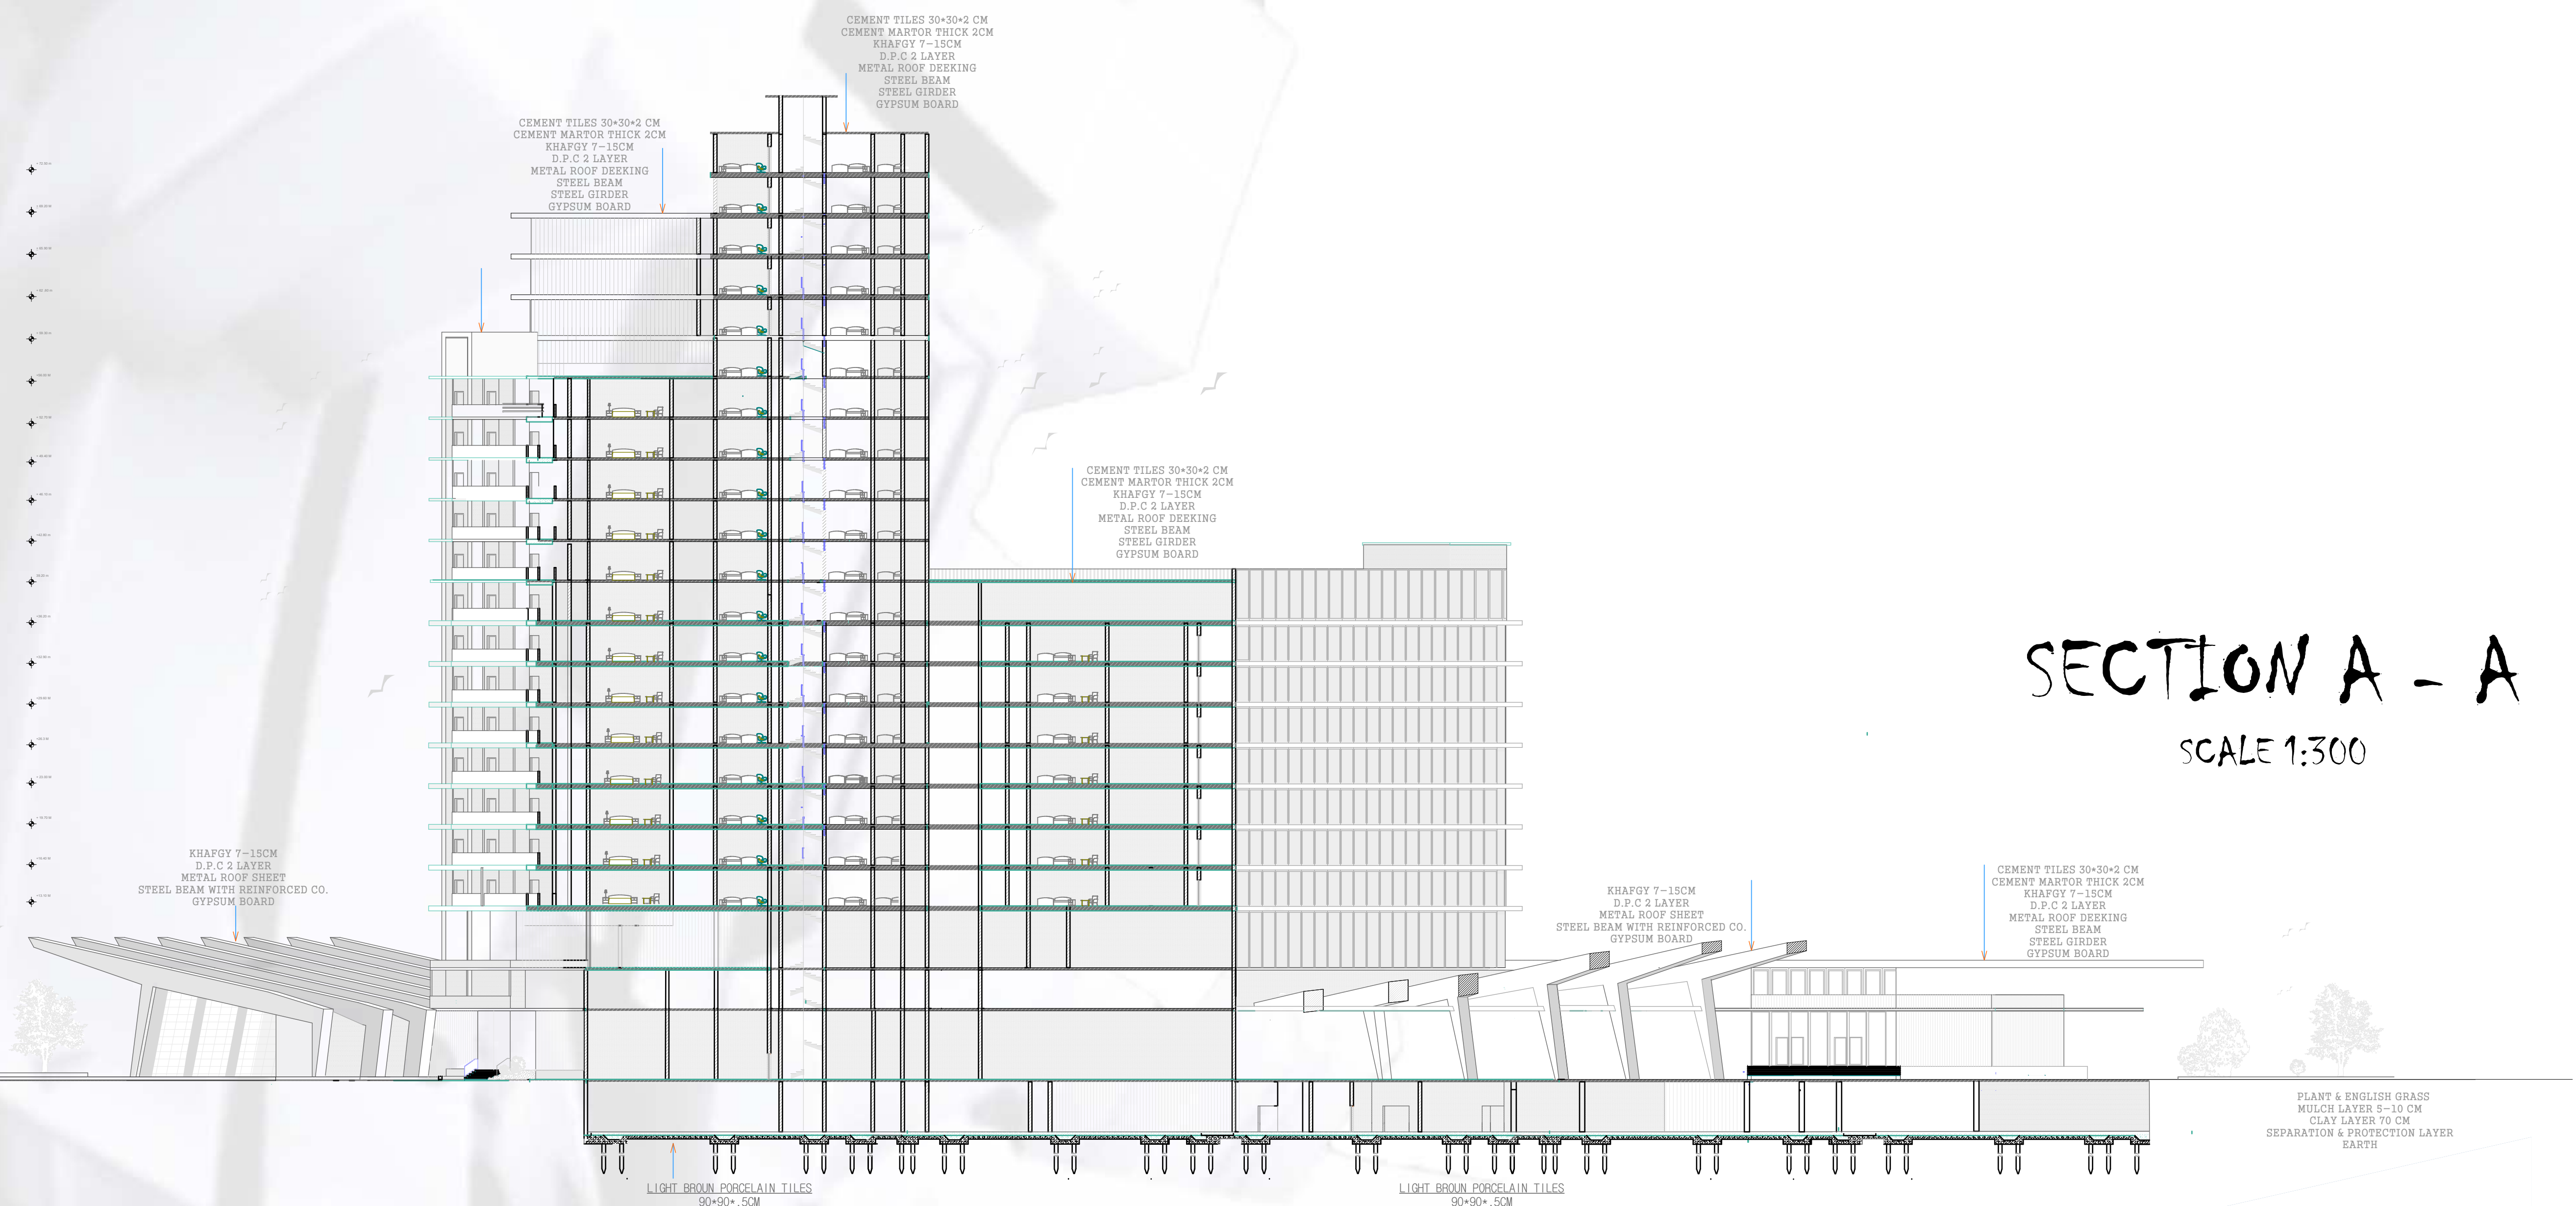 CEMENT TILES 30*30*2 CM
CEMENT MARTOR THICK 2CM
KHAFGY 7-15CM
D.P.C 2 LAYER
METAL ROOF DEEKING
STEEL BEAM
STEEL GIRDER
GYPSUM BOARD
CEMENT TILES 30*30*2 CM
CEMENT MARTOR THICK 2CM
KHAFGY 7-15CM
D.P.C 2 LAYER
METAL ROOF DEEKING
STEEL BEAM
STEEL GIRDER
GYPSUM BOARD
CEMENT TILES 30*30*2 CM
CEMENT MARTOR THICK 2CM
KHAFGY 7-15CM
D.P.C 2 LAYER
METAL ROOF DEEKING
STEEL BEAM
STEEL GIRDER
GYPSUM BOARD
SECTION A - A
SCALE 1:300
KHAFGY 7-15CM
D.P.C 2 LAYER
METAL ROOF SHEET
STEEL BEAM WITH REINFORCED CO.
GYPSUM BOARD
KHAFGY 7-15CM
D.P.C 2 LAYER
METAL ROOF SHEET
STEEL BEAM WITH REINFORCED CO.
GYPSUM BOARD
CEMENT TILES 30*30*2 CM
CEMENT MARTOR THICK 2CM
KHAFGY 7-15CM
D.P.C 2 LAYER
METAL ROOF DEEKING
STEEL BEAM
STEEL GIRDER
GYPSUM BOARD
PLANT & ENGLISH GRASS
MULCH LAYER 5-10 CM
CLAY LAYER 70 CM
SEPARATION & PROTECTION LAYER
EARTH
LIGHT BROUN PORCELAIN TILES
90*90*.5CM
LIGHT BROUN PORCELAIN TILES
90*90*.5CM